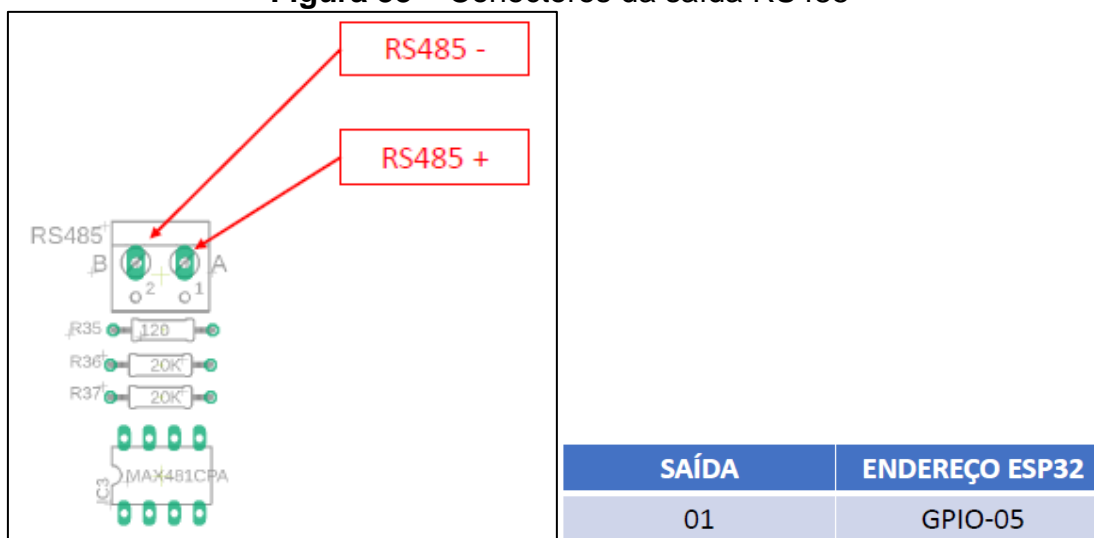 RS485 -
RS485 +
RS485
B
A
2
1
R35
120
R36
20K
R37
20K
IC3
MAX481CPA
SAÍDA
ENDEREÇO ESP32
01
GPIO-05